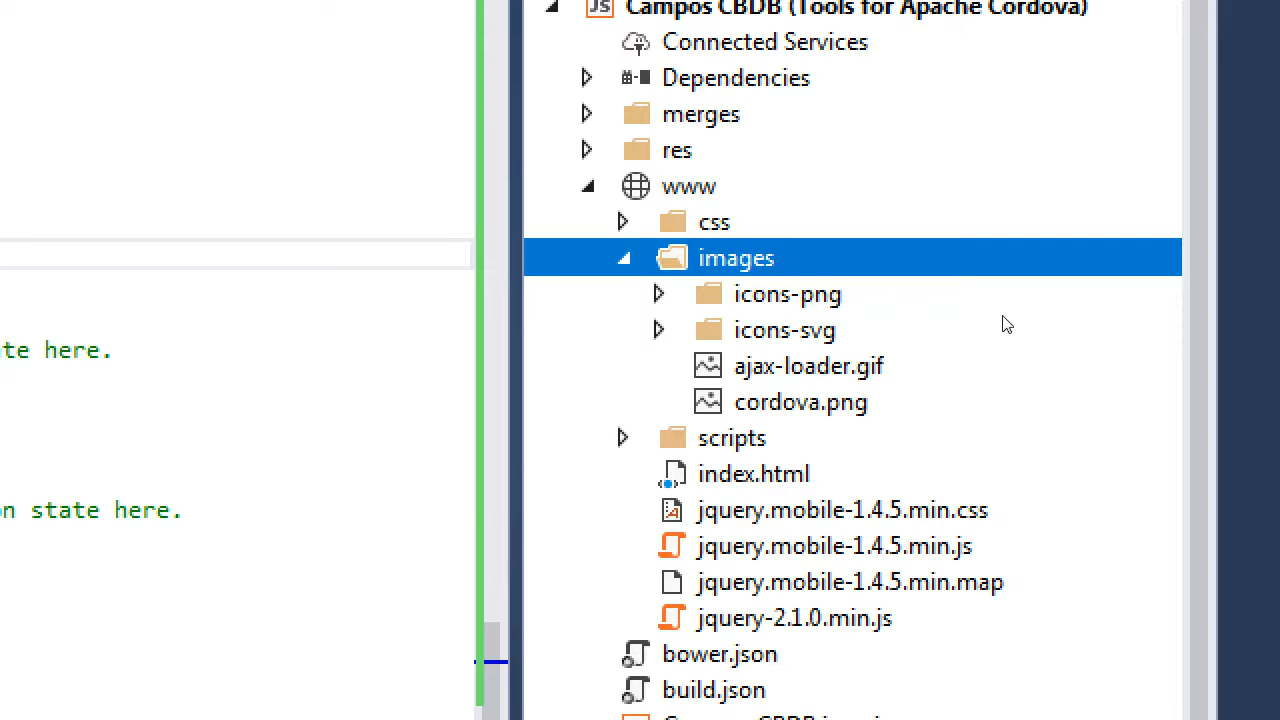 JS Campos CBDB (Tools for Apache Cordova)
Connected Services
Dependencies
merges
res
www
css
images
icons-png
icons-svg
te here.
ajax-loader.gif
cordova.png
scripts
index.html
n state here.
jquery.mobile-1.4.5.min.css
jquery.mobile-1.4.5.min.js
jquery.mobile-1.4.5.min.map
jquery-2.1.0.min.js
bower.json
build.json